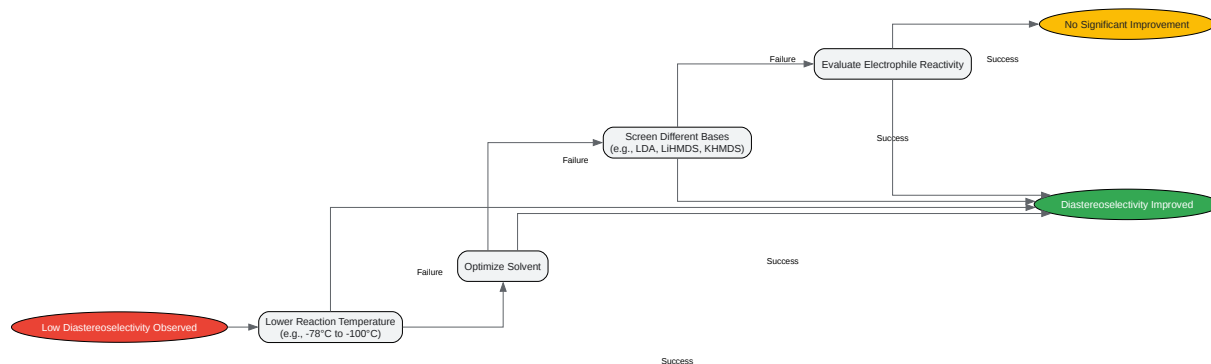 No Significant Improvement
Failure
Success
Evaluate Electrophile Reactivity
Screen Different Bases
(e.g., LDA, LiHMDS, KHMDS)
Success
Failure
Diastereoselectivity Improved
Optimize Solvent
Success
Failure
Low Diastereoselectivity Observed
Lower Reaction Temperature
(e.g., -78°C to -100°C)
Success